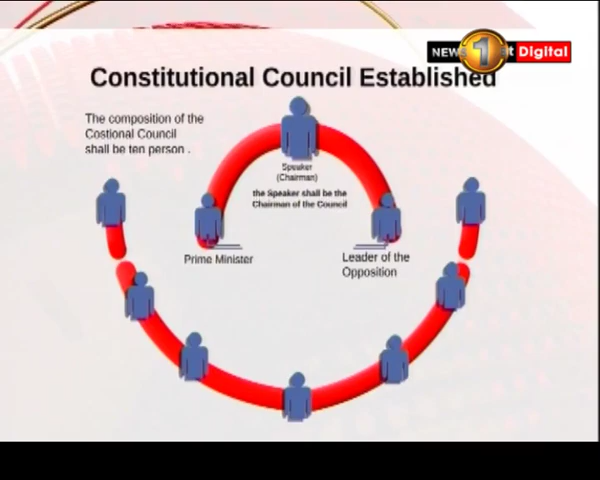 NEWS 1st Digital
Constitutional Council Established
The composition of the
Costional Council
shall be ten person .
Speaker
(Chairman)
the Speaker shall be the
Chairman of the Council
Prime Minister
Leader of the
Opposition